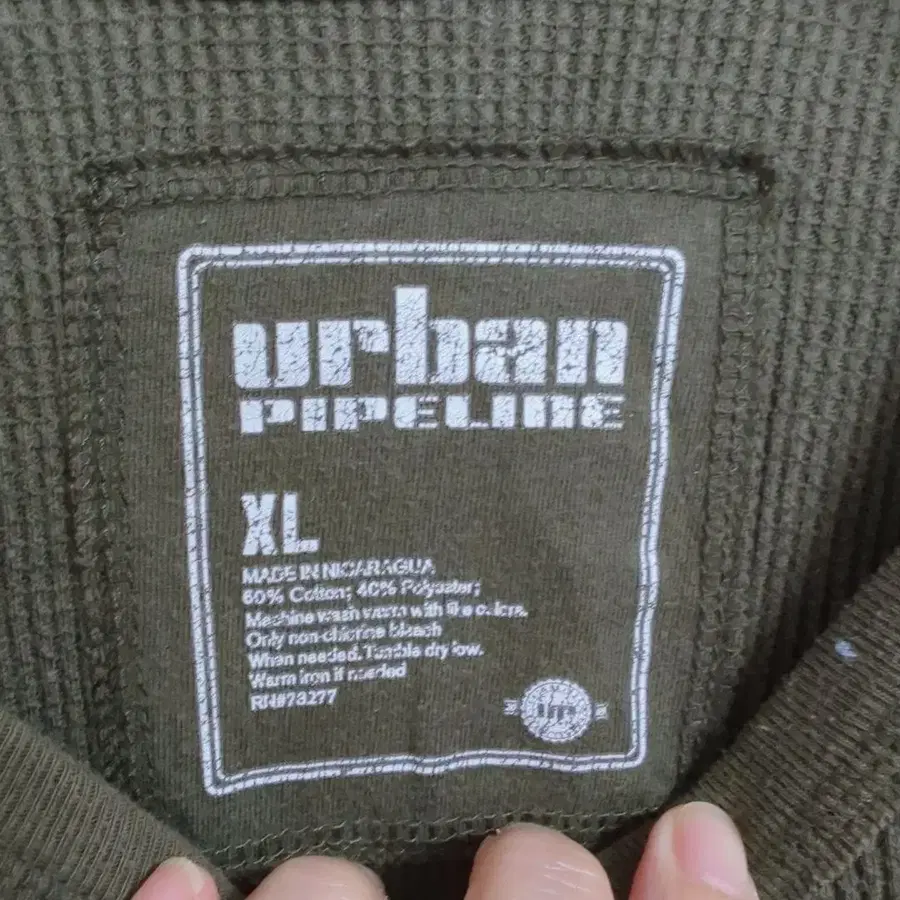 urban
PIPELINE
XL
MADE IN NICARAGUA
60% Cotton; 40% Polyester;
Machine wash warm with like colors.
Only non-chlorine bleach
When needed. Tumble dry low.
Warm iron if needed
RN#73277